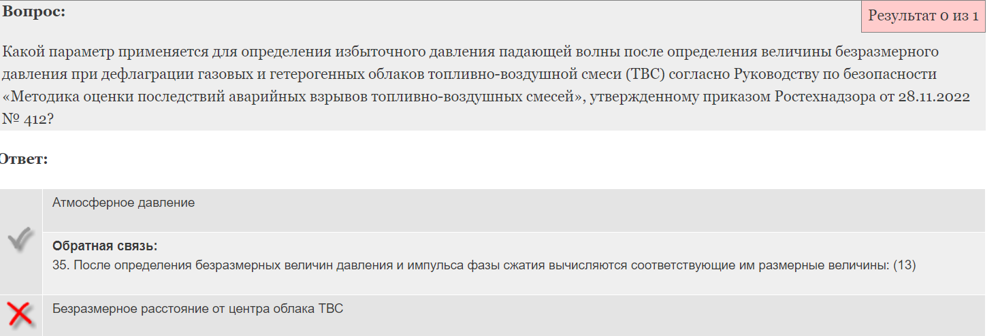 Вопрос:
Результат 0 из 1
Какой параметр применяется для определения избыточного давления падающей волны после определения величины безразмерного
давления при дефлаграции газовых и гетерогенных облаков топливно-воздушной смеси (ТВС) согласно Руководству по безопасности
«Методика оценки последствий аварийных взрывов топливно-воздушных смесей», утвержденному приказом Ростехнадзора от 28.11.2022
№ 412?
Ответ:
Атмосферное давление
Обратная связь:
35. После определения безразмерных величин давления и импульса фазы сжатия вычисляются соответствующие им размерные величины: (13)
Безразмерное расстояние от центра облака ТВС